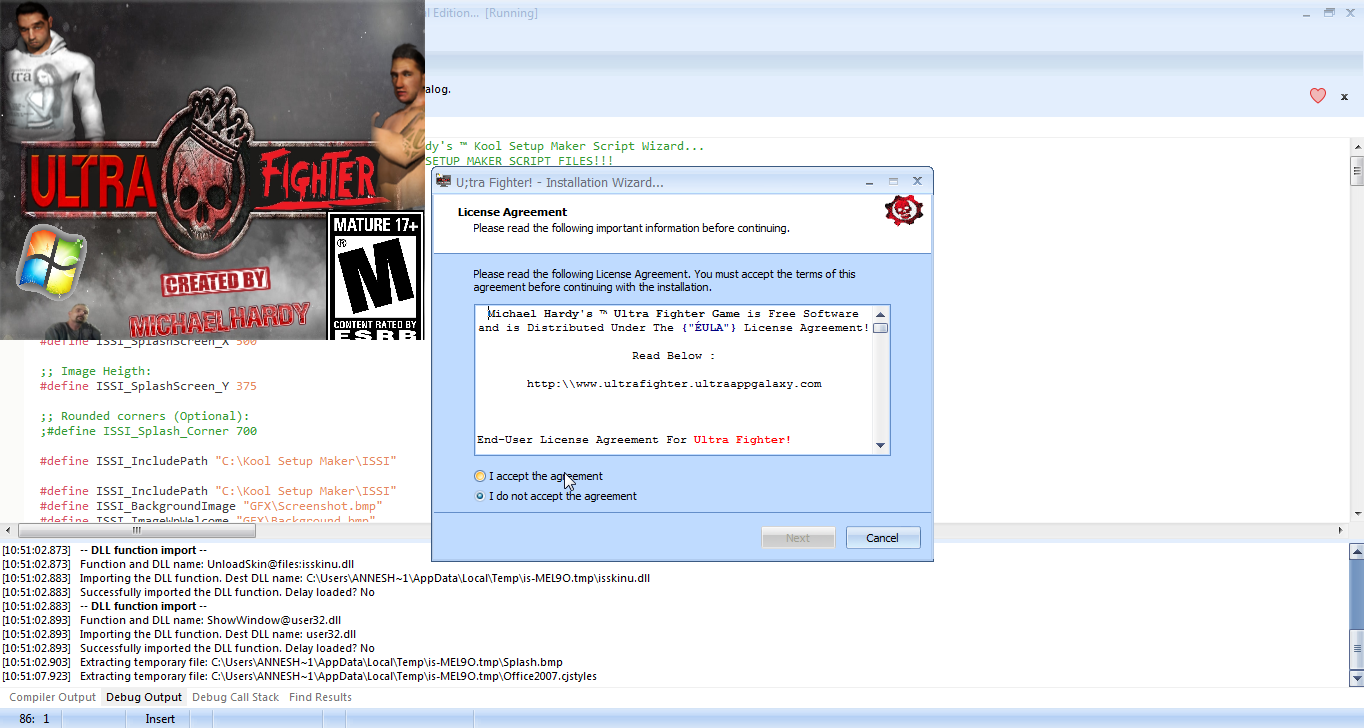 al Edition... [Running]
alog.
dy's ™ Kool Setup Maker Script Wizard...
SETUP MAKER SCRIPT FILES!!!
ULTRA FIGHTER
MATURE 17+
®
M
CONTENT RATED BY
ESRB
CREATED BY
MICHAEL HARDY
U;tra Fighter! - Installation Wizard...
License Agreement
Please read the following important information before continuing.
Please read the following License Agreement. You must accept the terms of this
agreement before continuing with the installation.
Michael Hardy's ™ Ultra Fighter Game is Free Software
and is Distributed Under The {"ÉULA"} License Agreement!
Read Below :
http:\\www.ultrafighter.ultraappgalaxy.com
End-User License Agreement For Ultra Fighter!
I accept the agreement
I do not accept the agreement
Next
Cancel
#define ISSI_SplashScreen_X 500
;; Image Heigth:
#define ISSI_SplashScreen_Y 375
;; Rounded corners (Optional):
;#define ISSI_Splash_Corner 700
#define ISSI_IncludePath "C:\Kool Setup Maker\ISSI"
#define ISSI_IncludePath "C:\Kool Setup Maker\ISSI"
#define ISSI_BackgroundImage "GFX\Screenshot.bmp"
#define ISSI_ImageWpWelcome "GFX\Background.bmp"
[10:51:02.873] -- DLL function import --
[10:51:02.873] Function and DLL name: UnloadSkin@files:isskinu.dll
[10:51:02.883] Importing the DLL function. Dest DLL name: C:\Users\ANNESH~1\AppData\Local\Temp\is-MEL9O.tmp\isskinu.dll
[10:51:02.883] Successfully imported the DLL function. Delay loaded? No
[10:51:02.883] -- DLL function import --
[10:51:02.893] Function and DLL name: ShowWindow@user32.dll
[10:51:02.893] Importing the DLL function. Dest DLL name: user32.dll
[10:51:02.893] Successfully imported the DLL function. Delay loaded? No
[10:51:02.903] Extracting temporary file: C:\Users\ANNESH~1\AppData\Local\Temp\is-MEL9O.tmp\Splash.bmp
[10:51:07.923] Extracting temporary file: C:\Users\ANNESH~1\AppData\Local\Temp\is-MEL9O.tmp\Office2007.cjstyles
Compiler Output Debug Output Debug Call Stack Find Results
86: 1 Insert